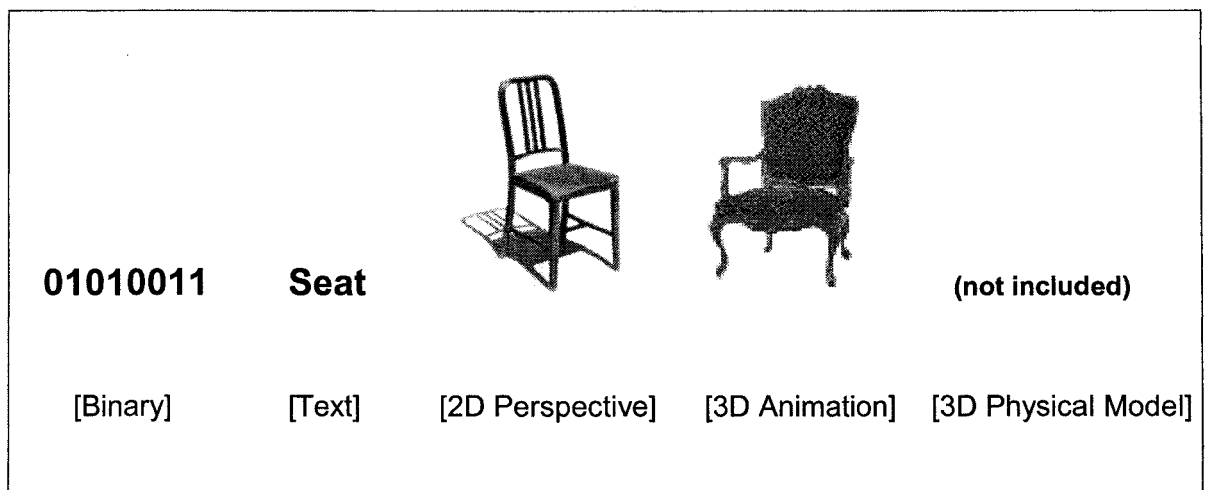 01010011 Seat (not included)
[Binary] [Text] [2D Perspective] [3D Animation] [3D Physical Model]